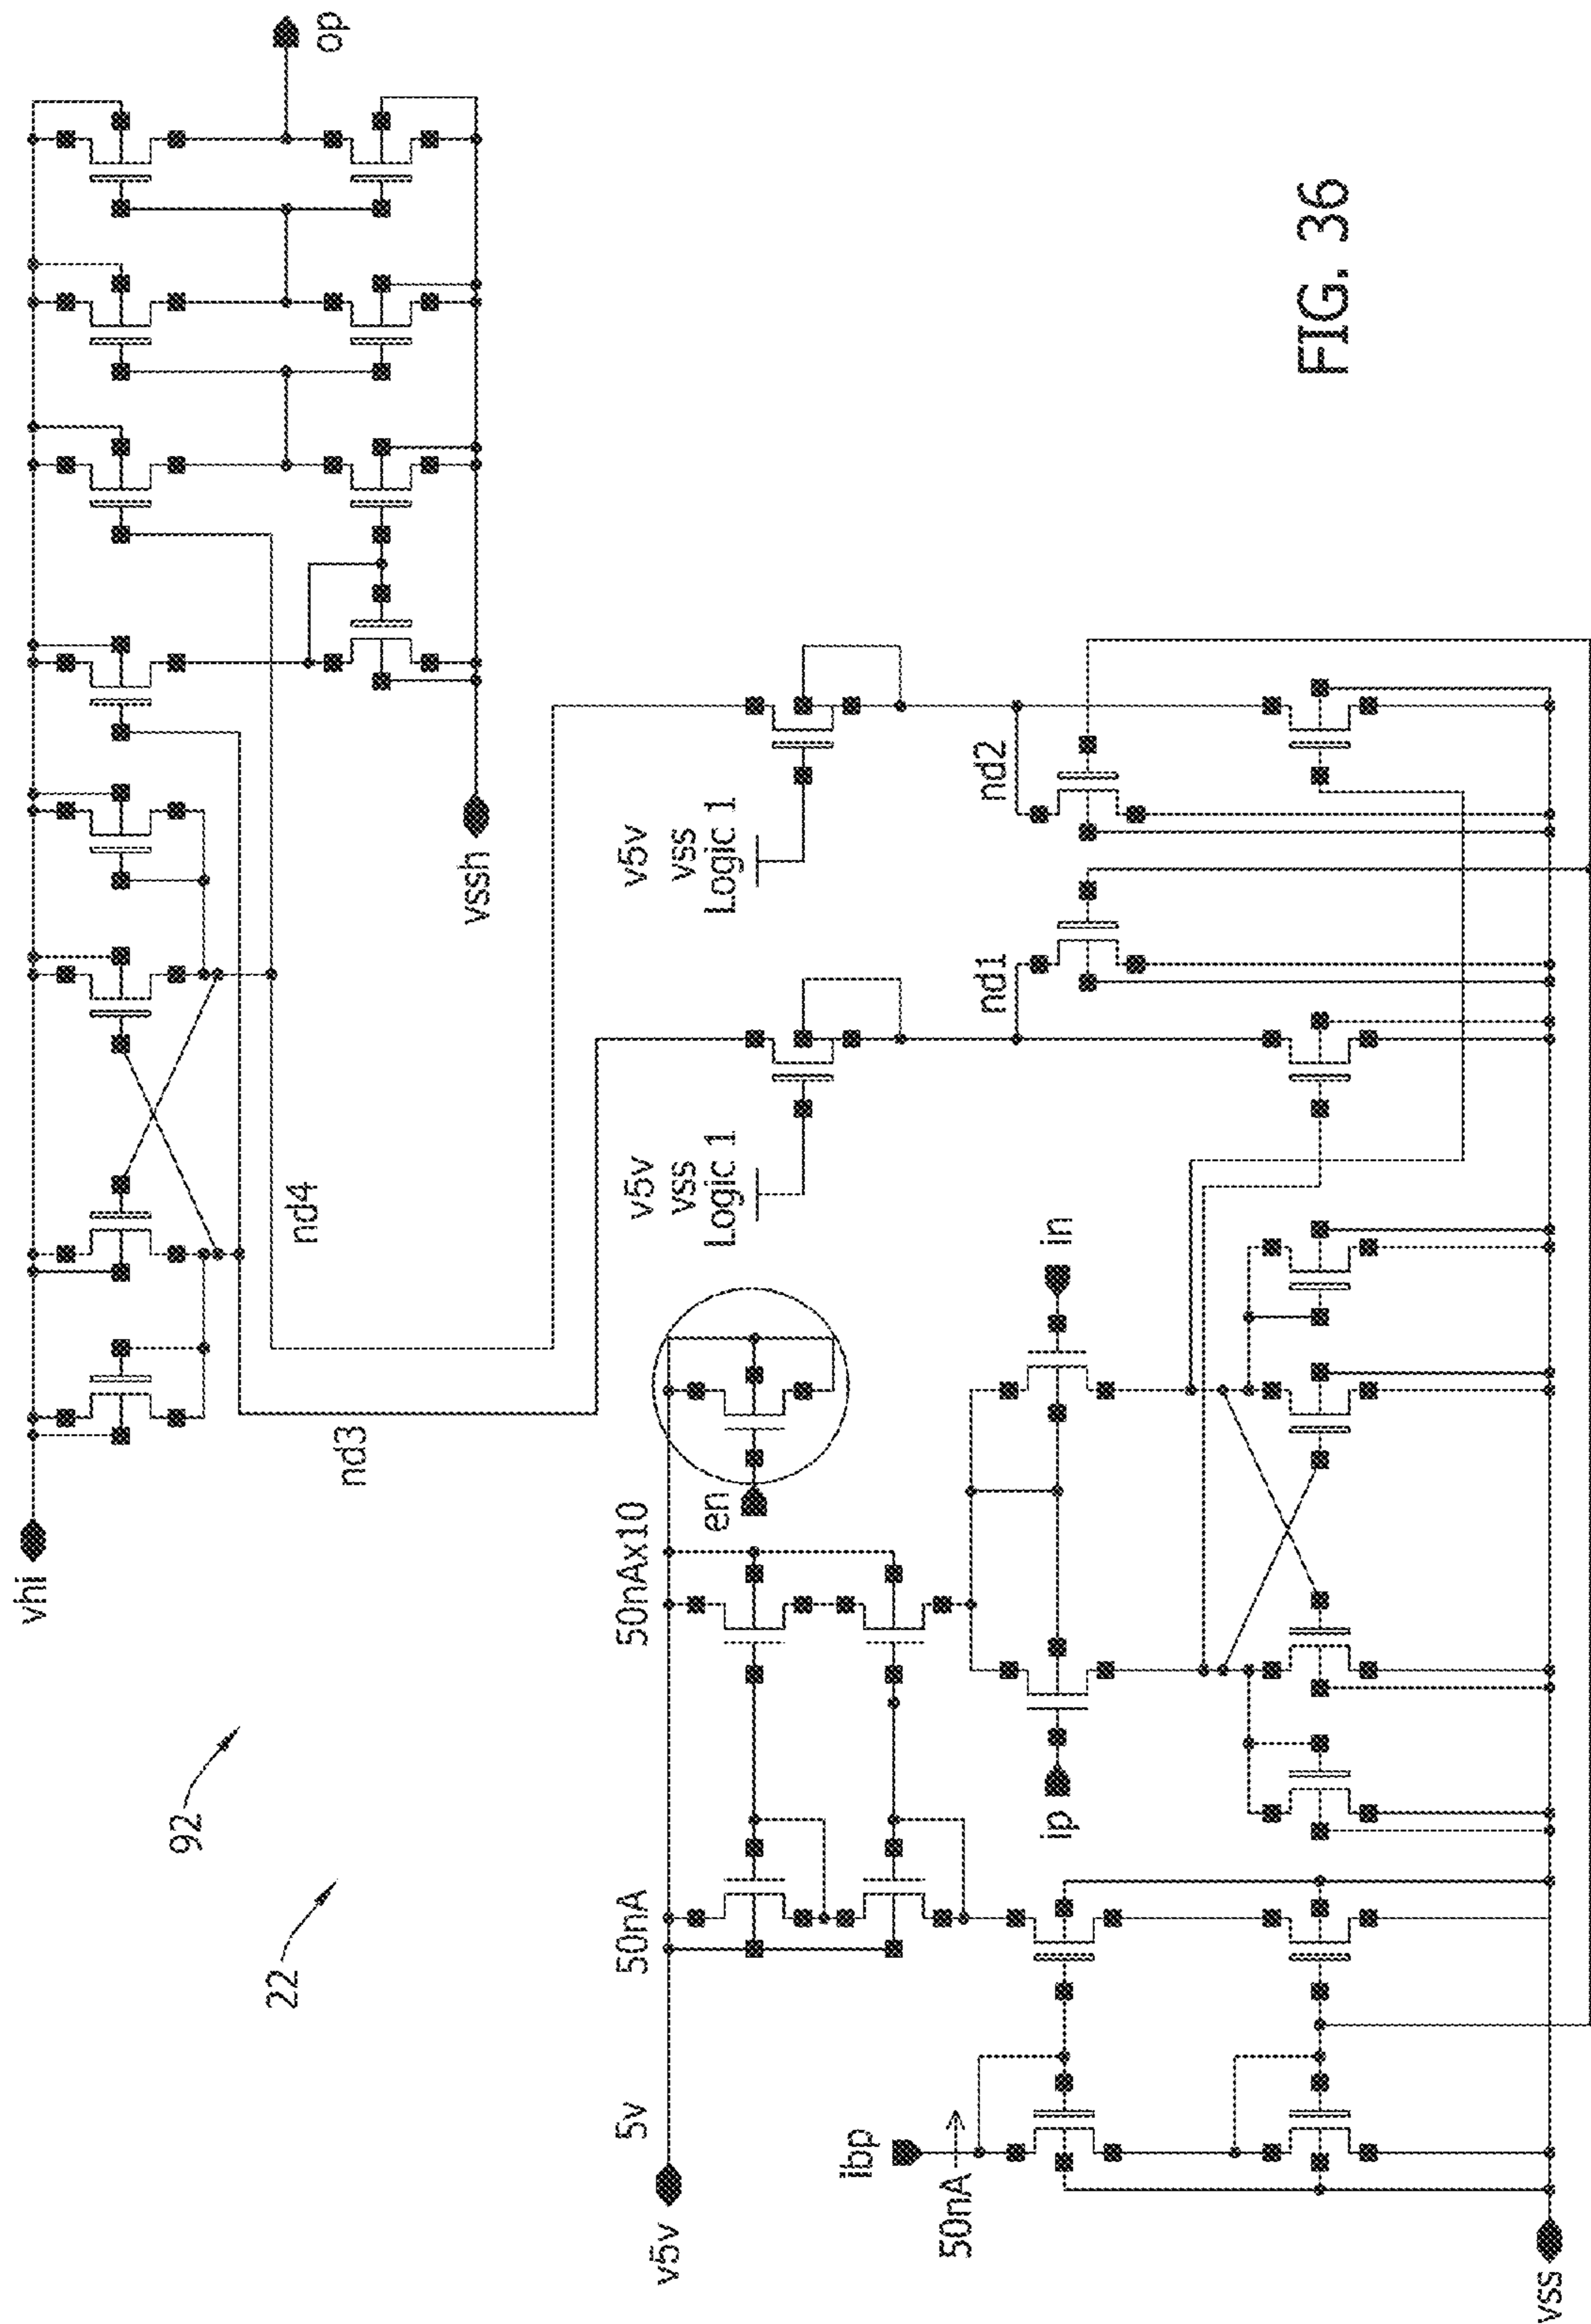 vhi
op
vssh
nd4
nd3
92
22
v5v
vss
Logic 1
v5v
vss
Logic 1
nd2
nd1
v5v
5v
50nA
50nAx10
en
in
ip
Ibp
50nA
vss
FIG. 36